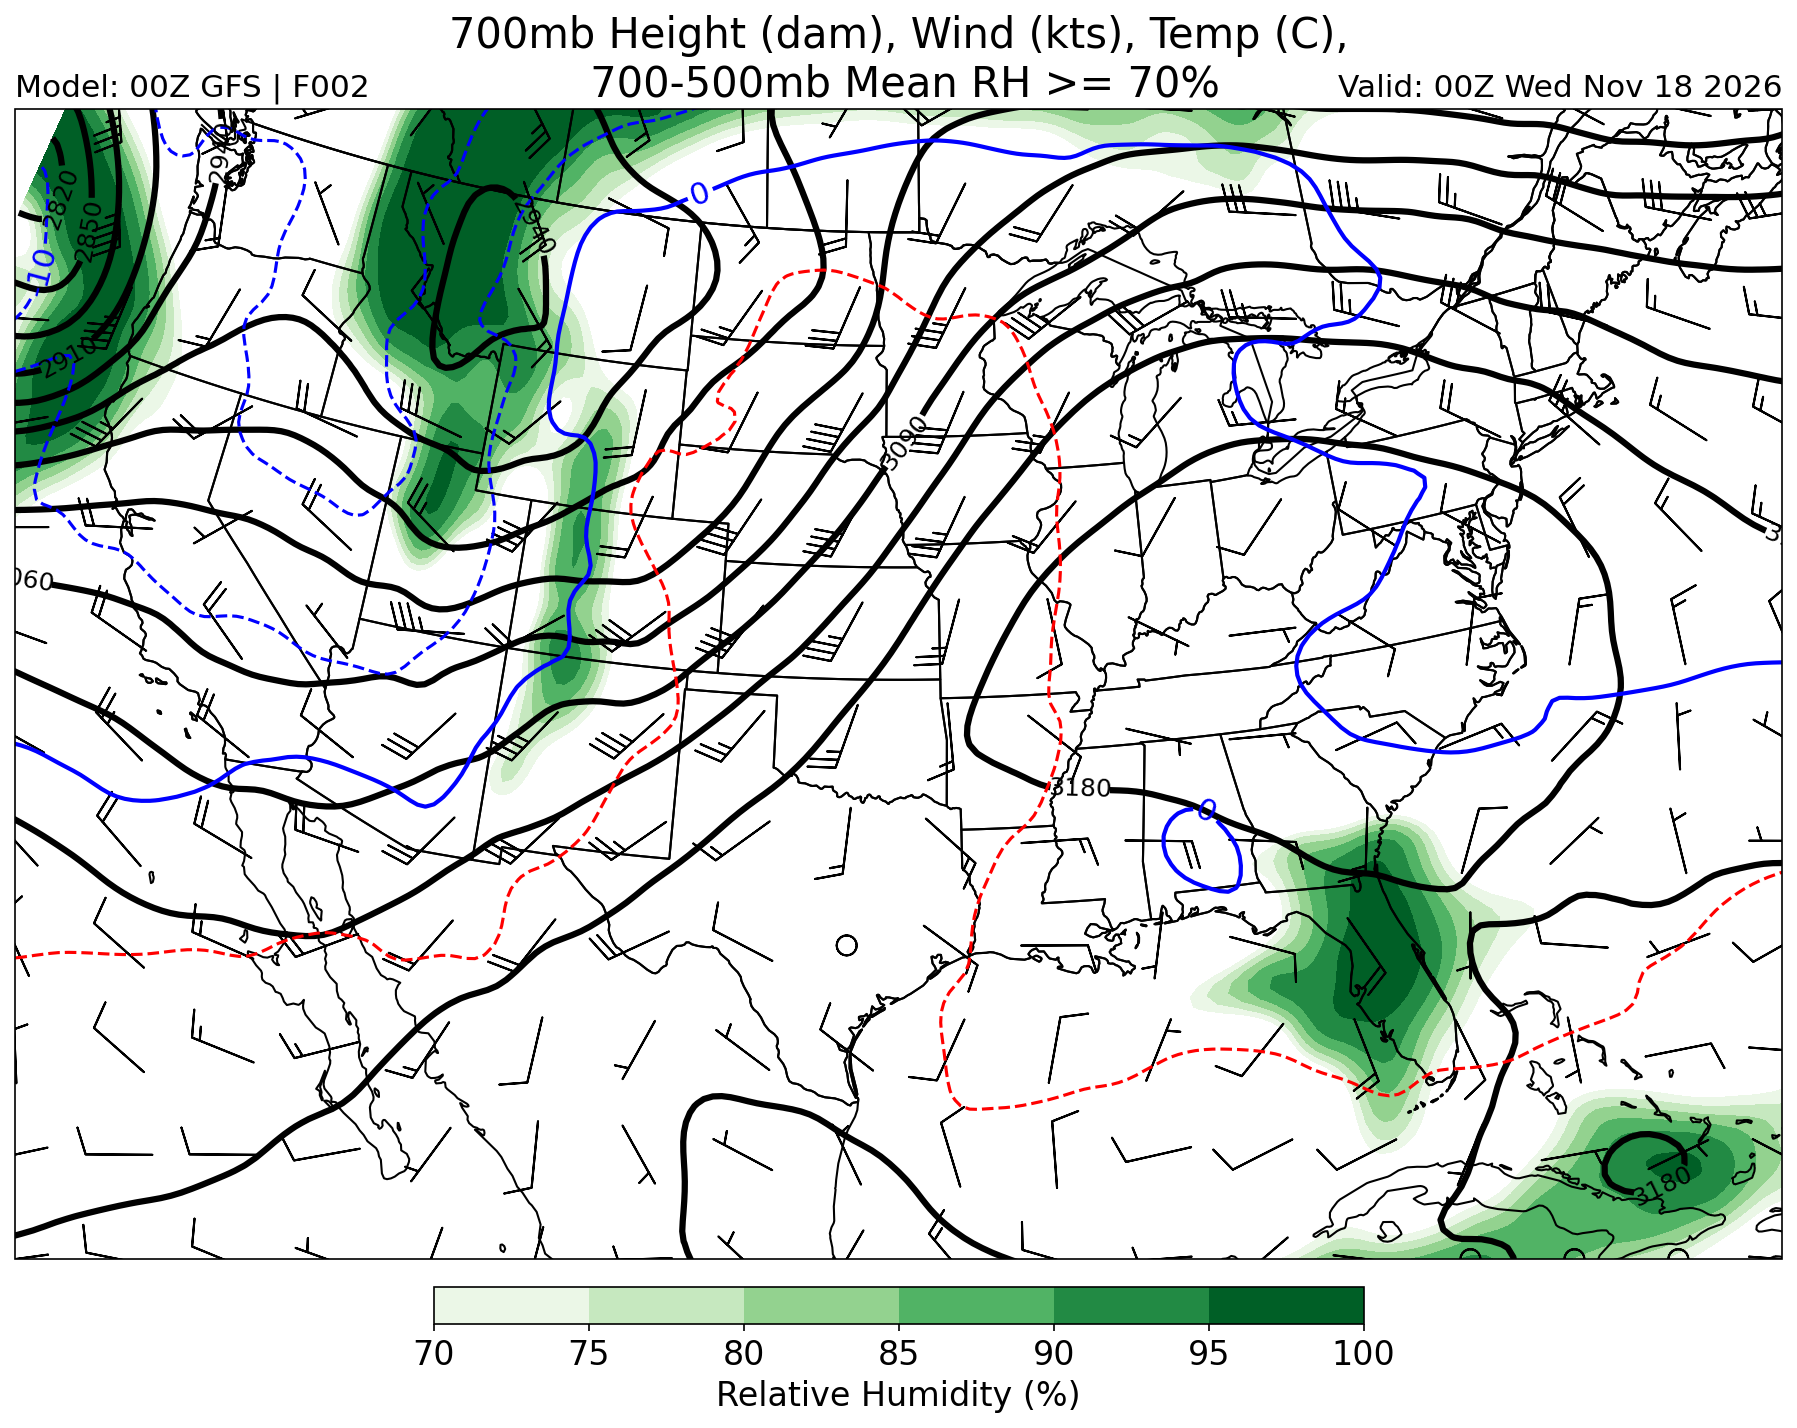 700mb Height (dam), Wind (kts), Temp (C),
700-500mb Mean RH >= 70%
Model: 00Z GFS | F002
Valid: 00Z Wed Nov 18 2026
2940
2820
2850
2940
0
-10
2910
3090
060
3180
0
3180
70 75 80 85 90 95 100
Relative Humidity (%)